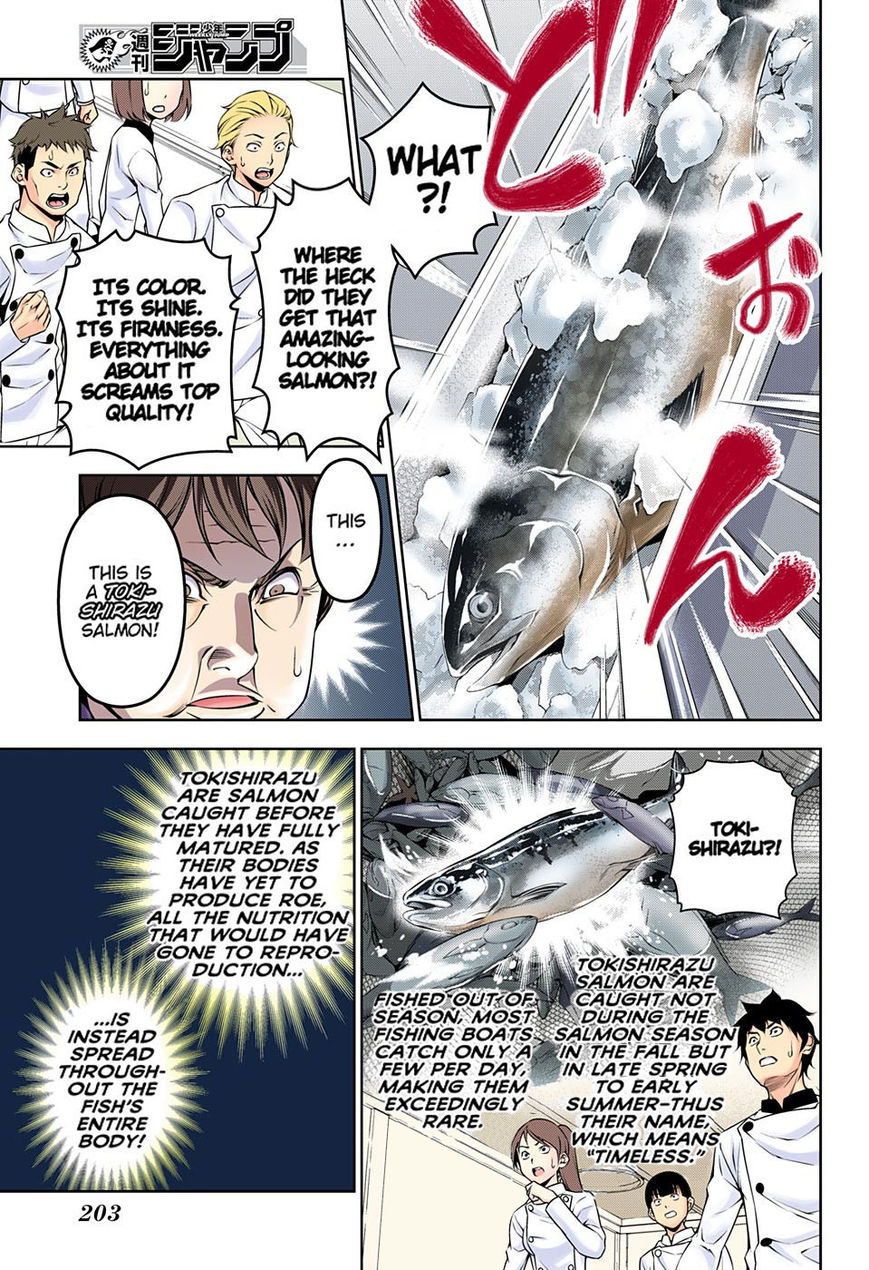 週刊
少年
ジャンプ
WEEKLY JUMP
どおん
WHAT
?!
WHERE
THE HECK
DID THEY
GET THAT
AMAZING-
LOOKING
SALMON?!
ITS COLOR.
ITS SHINE.
ITS FIRMNESS.
EVERYTHING
ABOUT IT
SCREAMS TOP
QUALITY!
THIS
...
THIS IS
A TOKI-
SHIRAZU
SALMON!
TOKI-
SHIRAZU?!
TOKISHIRAZU
SALMON ARE
CAUGHT NOT
DURING THE
SALMON SEASON
IN THE FALL BUT
IN LATE SPRING
TO EARLY
SUMMER–THUS
THEIR NAME,
WHICH MEANS
“TIMELESS.”
FISHED OUT OF
SEASON, MOST
FISHING BOATS
CATCH ONLY A
FEW PER DAY,
MAKING THEM
EXCEEDINGLY
RARE.
TOKISHIRAZU
ARE SALMON
CAUGHT BEFORE
THEY HAVE FULLY
MATURED. AS
THEIR BODIES
HAVE YET TO
PRODUCE ROE,
ALL THE NUTRITION
THAT WOULD HAVE
GONE TO REPRO-
DUCTION...
...IS
INSTEAD
SPREAD
THROUGH-
OUT THE
FISH'S
ENTIRE
BODY!
203